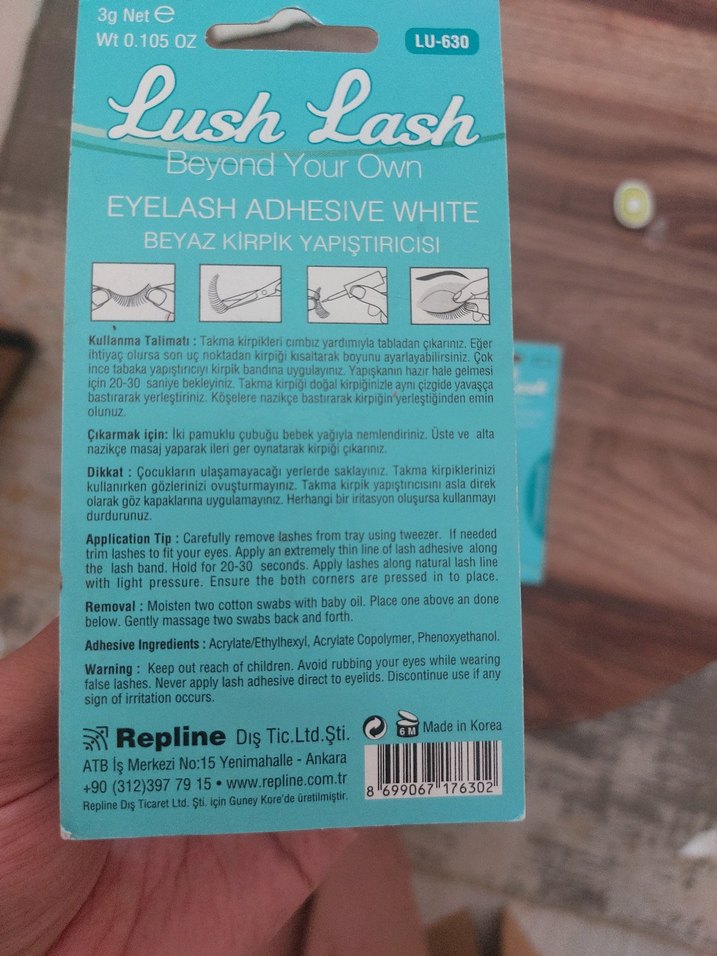 3g Net ℮
Wt 0.105 OZ
LU-630
Lush Lash
Beyond Your Own
EYELASH ADHESIVE WHITE
BEYAZ KİRPİK YAPIŞTIRICISI
Kullanma Talimatı : Takma kirpikleri cımbız yardımıyla tabladan çıkarınız. Eğer
ihtiyaç olursa son uç noktadan kirpiği kısaltarak boyunu ayarlayabilirsiniz. Çok
ince tabaka yapıştırıcıyı kirpik bandına uygulayınız. Yapışkanın hazır hale gelmesi
için 20-30 saniye bekleyiniz. Takma kirpiği doğal kirpiğinizle aynı çizgide yavaşça
bastırarak yerleştiriniz. Köşelere nazikçe bastırarak kirpiğin yerleştiğinden emin
olunuz.
Çıkarmak için: İki pamuklu çubuğu bebek yağıyla nemlendiriniz. Üste ve alta
nazikçe masaj yaparak ileri ger oynatarak kirpiği çıkarınız.
Dikkat : Çocukların ulaşamayacağı yerlerde saklayınız. Takma kirpiklerinizi
kullanırken gözlerinizi ovuşturmayınız. Takma kirpik yapıştırıcısını asla direk
olarak göz kapaklarına uygulamayınız. Herhangi bir iritasyon oluşursa kullanmayı
durdurunuz.
Application Tip : Carefully remove lashes from tray using tweezer. If needed
trim lashes to fit your eyes. Apply an extremely thin line of lash adhesive along
the lash band. Hold for 20-30 seconds. Apply lashes along natural lash line
with light pressure. Ensure the both corners are pressed in to place.
Removal : Moisten two cotton swabs with baby oil. Place one above an done
below. Gently massage two swabs back and forth.
Adhesive Ingredients : Acrylate/Ethylhexyl, Acrylate Copolymer, Phenoxyethanol.
Warning : Keep out reach of children. Avoid rubbing your eyes while wearing
false lashes. Never apply lash adhesive direct to eyelids. Discontinue use if any
sign of irritation occurs.
Repline Dış Tic.Ltd.Şti.
6 M
Made in Korea
ATB İş Merkezi No:15 Yenimahalle - Ankara
+90 (312)397 79 15 • www.repline.com.tr
Repline Dış Ticaret Ltd. Şti. için Guney Kore'de üretilmiştir.
8 699067 176302